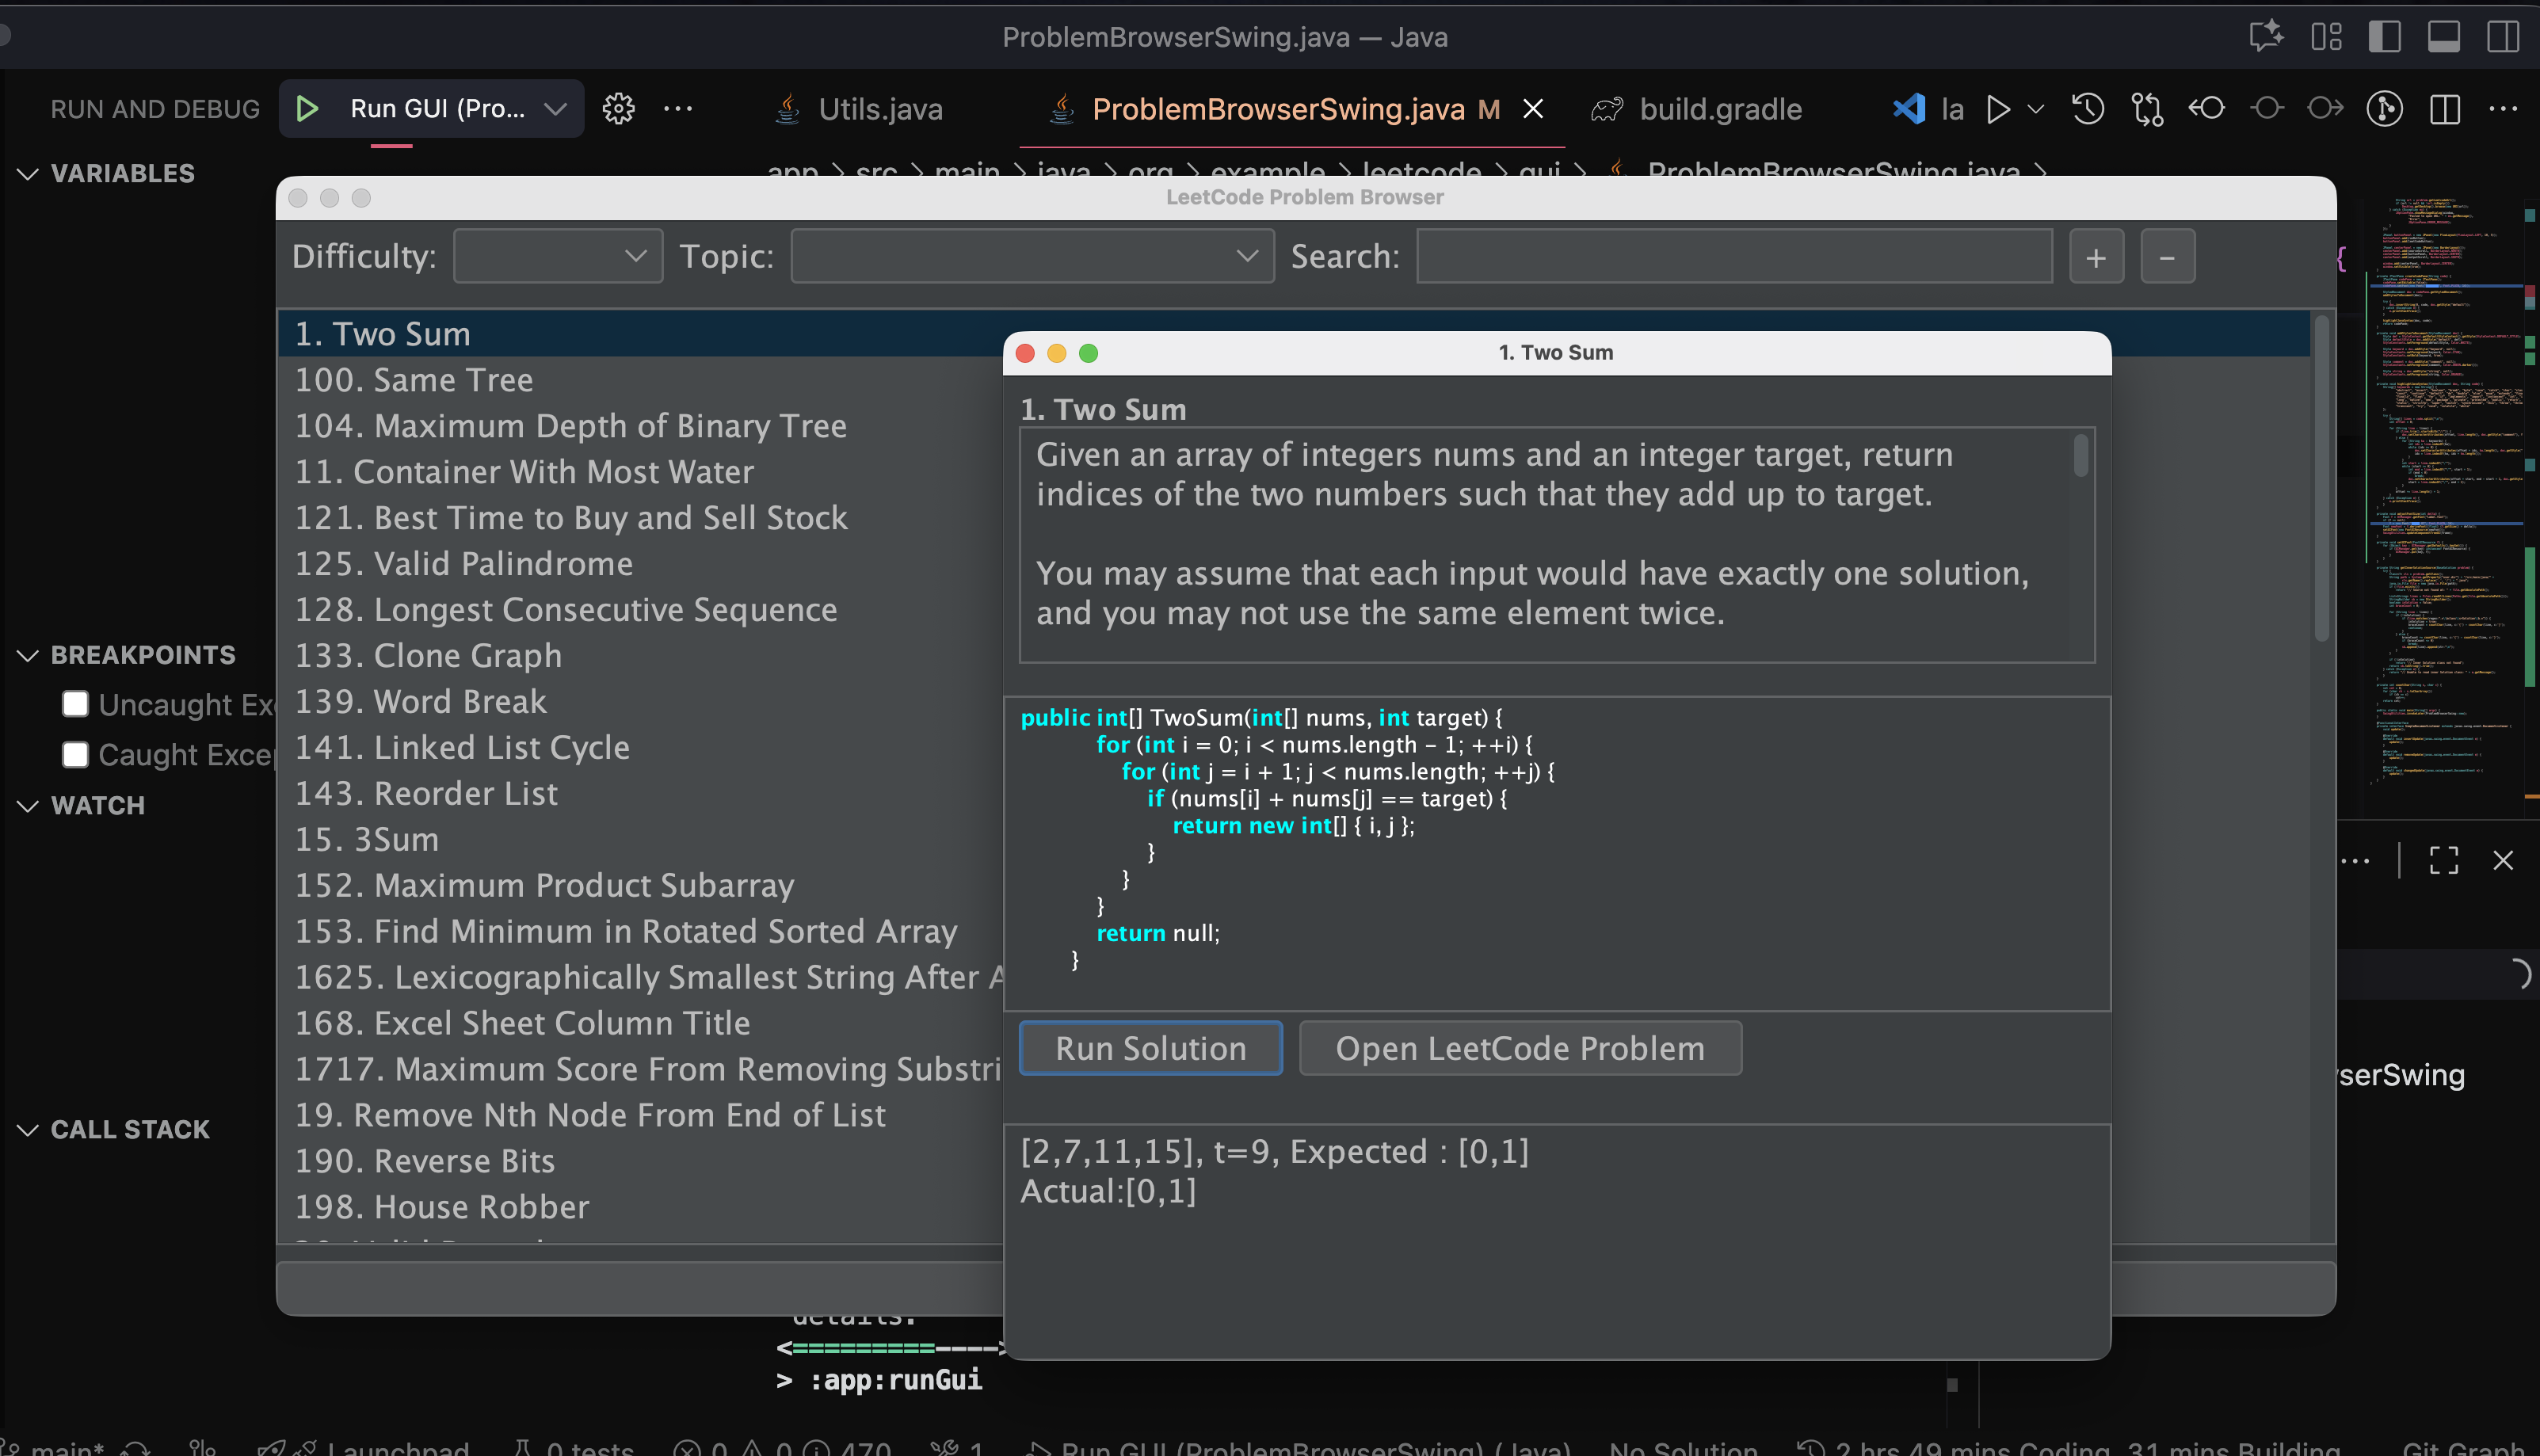 ProblemBrowserSwing.java — Java
RUN AND DEBUG
Run GUI (Pro...
Utils.java
ProblemBrowserSwing.java M
build.gradle
la
VARIABLES
app > src > main > java > org > example > leetcode > gui > ProblemBrowserSwing.java >
LeetCode Problem Browser
Difficulty:
Topic:
Search:
+
-
{
1. Two Sum
100. Same Tree
104. Maximum Depth of Binary Tree
11. Container With Most Water
121. Best Time to Buy and Sell Stock
125. Valid Palindrome
128. Longest Consecutive Sequence
133. Clone Graph
139. Word Break
141. Linked List Cycle
143. Reorder List
15. 3Sum
152. Maximum Product Subarray
153. Find Minimum in Rotated Sorted Array
1625. Lexicographically Smallest String After
168. Excel Sheet Column Title
1717. Maximum Score From Removing Substri
19. Remove Nth Node From End of List
190. Reverse Bits
198. House Robber
BREAKPOINTS
Uncaught Ex
Caught Excep
WATCH
CALL STACK
1. Two Sum
1. Two Sum
Given an array of integers nums and an integer target, return
indices of the two numbers such that they add up to target.
You may assume that each input would have exactly one solution,
and you may not use the same element twice.
public int[] TwoSum(int[] nums, int target) {
for (int i = 0; i < nums.length - 1; ++i) {
for (int j = i + 1; j < nums.length; ++j) {
if (nums[i] + nums[j] == target) {
return new int[] { i, j };
}
}
}
return null;
}
Run Solution
Open LeetCode Problem
[2,7,11,15], t=9, Expected : [0,1]
Actual:[0,1]
serSwing
details.
<=========---->
> :app:runGui
main*
Launchpad
0 tests
0
0
470
1
Run GUI (ProblemBrowserSwing) (Java)
No Solution
2 hrs 49 mins Coding, 31 mins Building
Git Graph